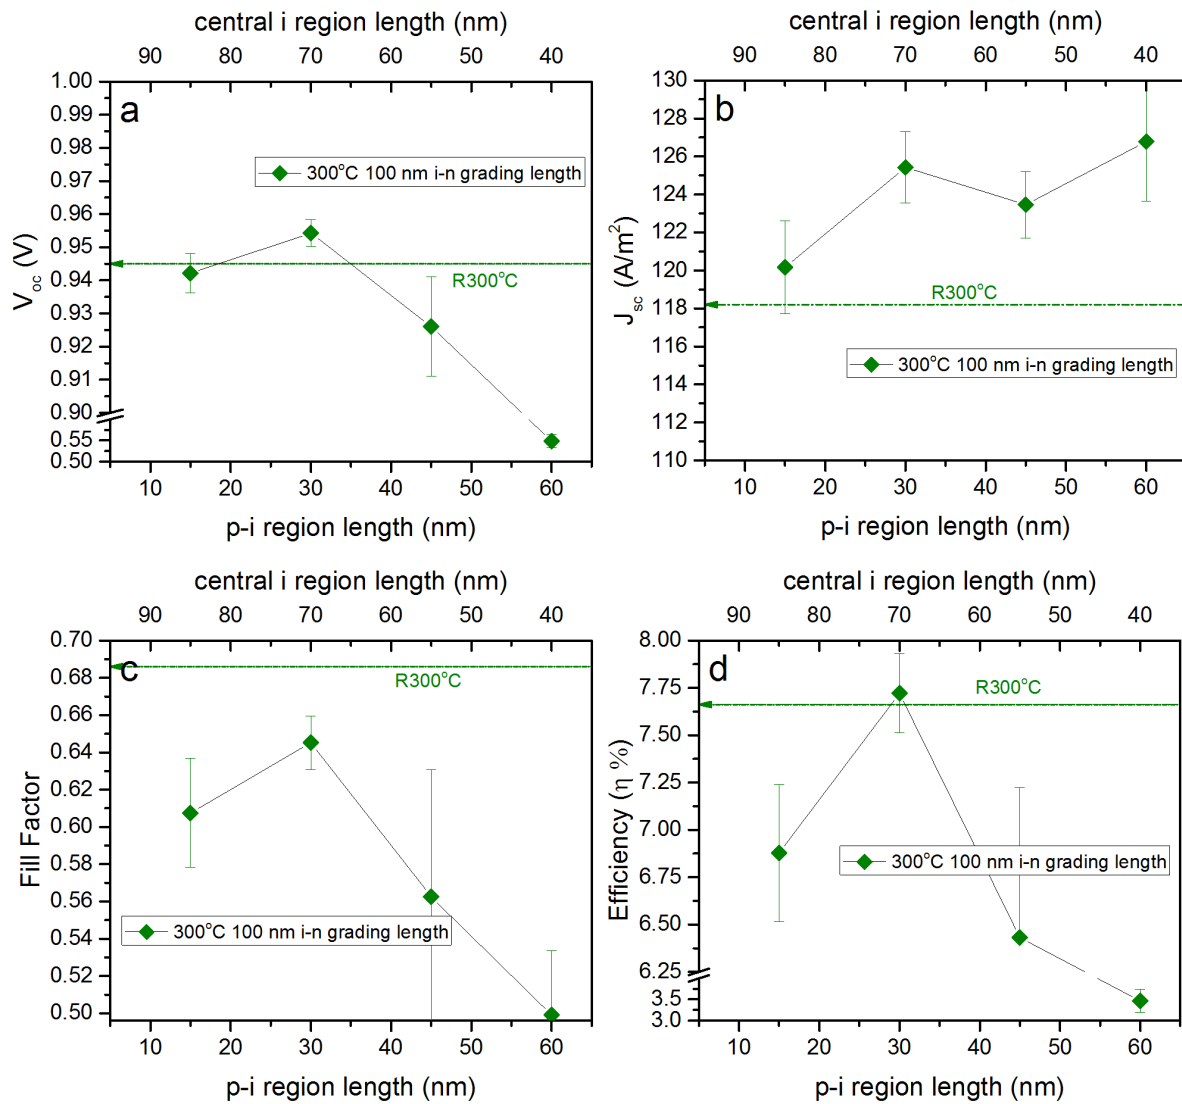 central i region length (nm)
90 80 70 60 50 40
a
1.00
0.99
0.98
0.97
0.96
0.95
0.94
0.93
0.92
0.91
0.90
0.55
0.50
V_oc (V)
300°C 100 nm i-n grading length
R300°C
10 20 30 40 50 60
p-i region length (nm)
central i region length (nm)
90 80 70 60 50 40
b
130
128
126
124
122
120
118
116
114
112
110
J_sc (A/m²)
R300°C
300°C 100 nm i-n grading length
10 20 30 40 50 60
p-i region length (nm)
central i region length (nm)
90 80 70 60 50 40
c
0.70
0.68
0.66
0.64
0.62
0.60
0.58
0.56
0.54
0.52
0.50
Fill Factor
R300°C
300°C 100 nm i-n grading length
10 20 30 40 50 60
p-i region length (nm)
central i region length (nm)
90 80 70 60 50 40
d
8.00
7.75
7.50
7.25
7.00
6.75
6.50
6.25
3.5
3.0
Efficiency (η %)
R300°C
300°C 100 nm i-n grading length
10 20 30 40 50 60
p-i region length (nm)